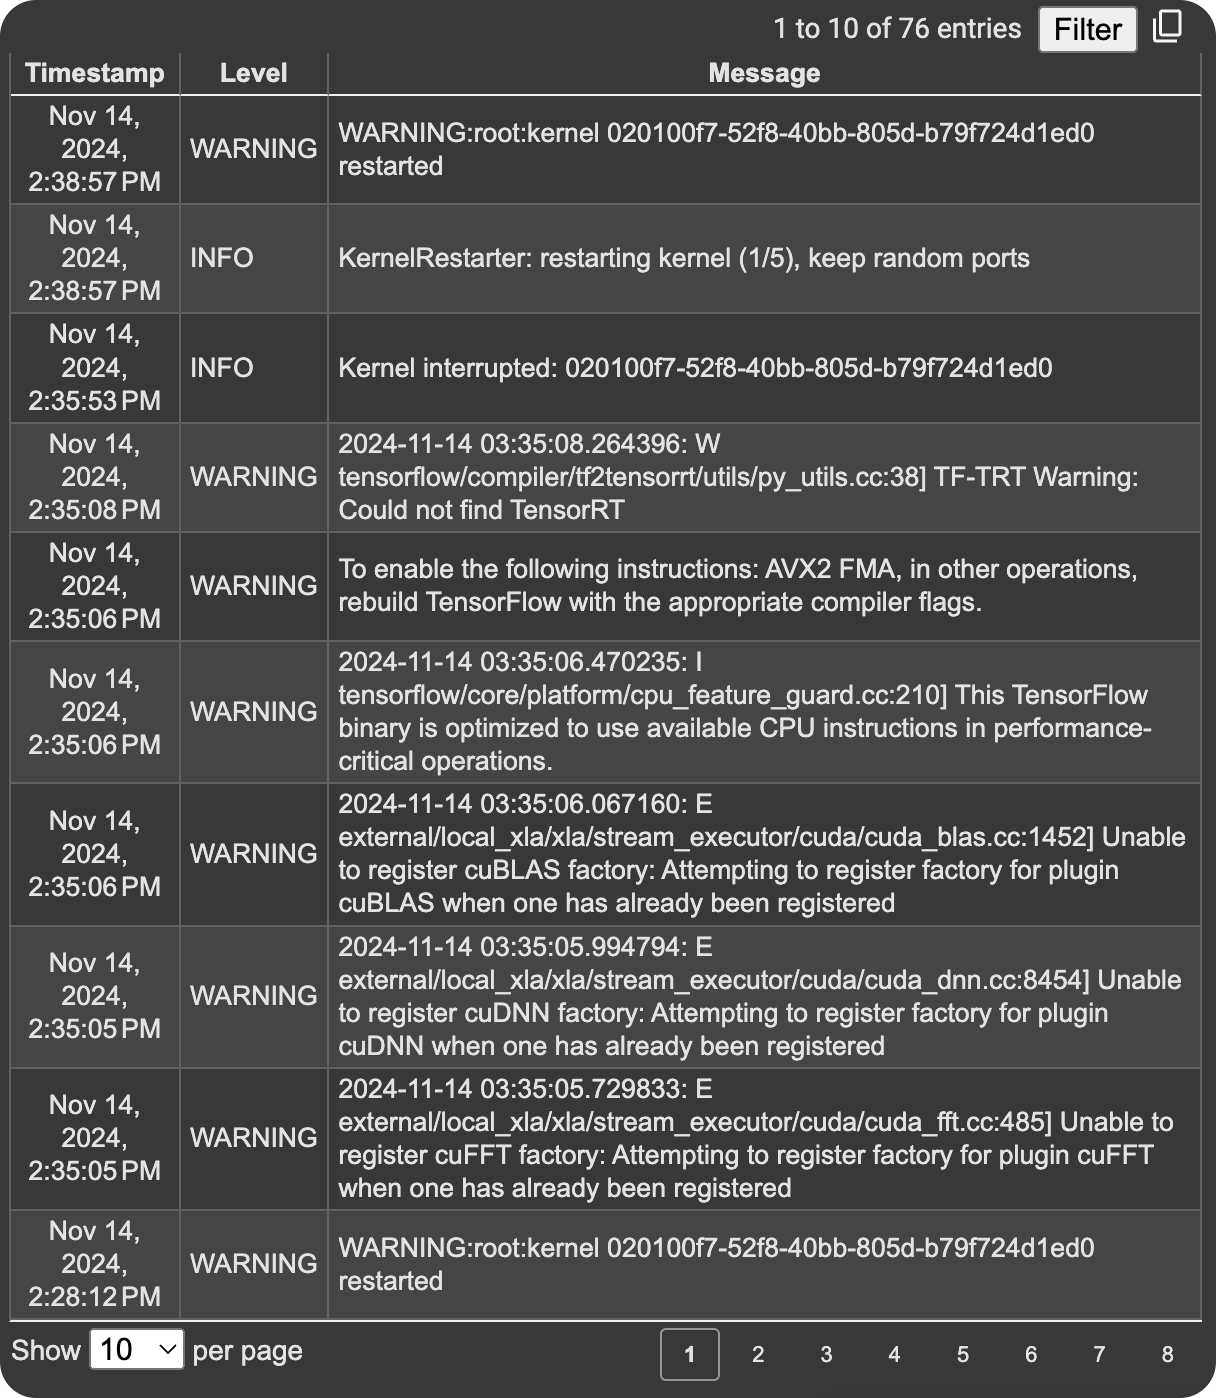 1 to 10 of 76 entries Filter
Timestamp Level Message
Nov 14,
2024,
2:38:57 PM
WARNING
WARNING:root:kernel 020100f7-52f8-40bb-805d-b79f724d1ed0
restarted
Nov 14,
2024,
2:38:57 PM
INFO
KernelRestarter: restarting kernel (1/5), keep random ports
Nov 14,
2024,
2:35:53 PM
INFO
Kernel interrupted: 020100f7-52f8-40bb-805d-b79f724d1ed0
Nov 14,
2024,
2:35:08 PM
WARNING
2024-11-14 03:35:08.264396: W
tensorflow/compiler/tf2tensorrt/utils/py_utils.cc:38] TF-TRT Warning:
Could not find TensorRT
Nov 14,
2024,
2:35:06 PM
WARNING
To enable the following instructions: AVX2 FMA, in other operations,
rebuild TensorFlow with the appropriate compiler flags.
Nov 14,
2024,
2:35:06 PM
WARNING
2024-11-14 03:35:06.470235: I
tensorflow/core/platform/cpu_feature_guard.cc:210] This TensorFlow
binary is optimized to use available CPU instructions in performance-
critical operations.
Nov 14,
2024,
2:35:06 PM
WARNING
2024-11-14 03:35:06.067160: E
external/local_xla/xla/stream_executor/cuda/cuda_blas.cc:1452] Unable
to register cuBLAS factory: Attempting to register factory for plugin
cuBLAS when one has already been registered
Nov 14,
2024,
2:35:05 PM
WARNING
2024-11-14 03:35:05.994794: E
external/local_xla/xla/stream_executor/cuda/cuda_dnn.cc:8454] Unable
to register cuDNN factory: Attempting to register factory for plugin
cuDNN when one has already been registered
Nov 14,
2024,
2:35:05 PM
WARNING
2024-11-14 03:35:05.729833: E
external/local_xla/xla/stream_executor/cuda/cuda_fft.cc:485] Unable to
register cuFFT factory: Attempting to register factory for plugin cuFFT
when one has already been registered
Nov 14,
2024,
2:28:12 PM
WARNING
WARNING:root:kernel 020100f7-52f8-40bb-805d-b79f724d1ed0
restarted
Show 10 per page 1 2 3 4 5 6 7 8